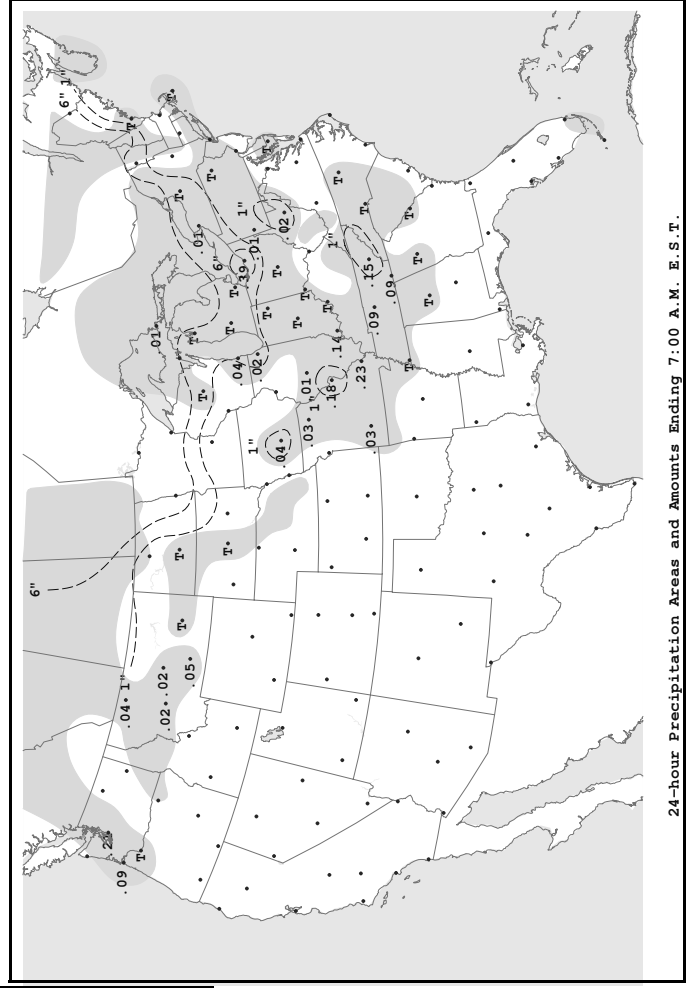 6"
6" 1"
.04 1"
T
.09
T
.01
.02 .02
T
T
T
T
.05
T
.01
T
T
6"
T
T
T
.04
1"
.39
1"
.01
.02
T
T
T
.04
.02
T
T
.01
.03
1"
T
.18
1"
.14
T
.23
T
.15
.03
.09
.09
T
T
T
T
24-hour Precipitation Areas and Amounts Ending 7:00 A.M. E.S.T.